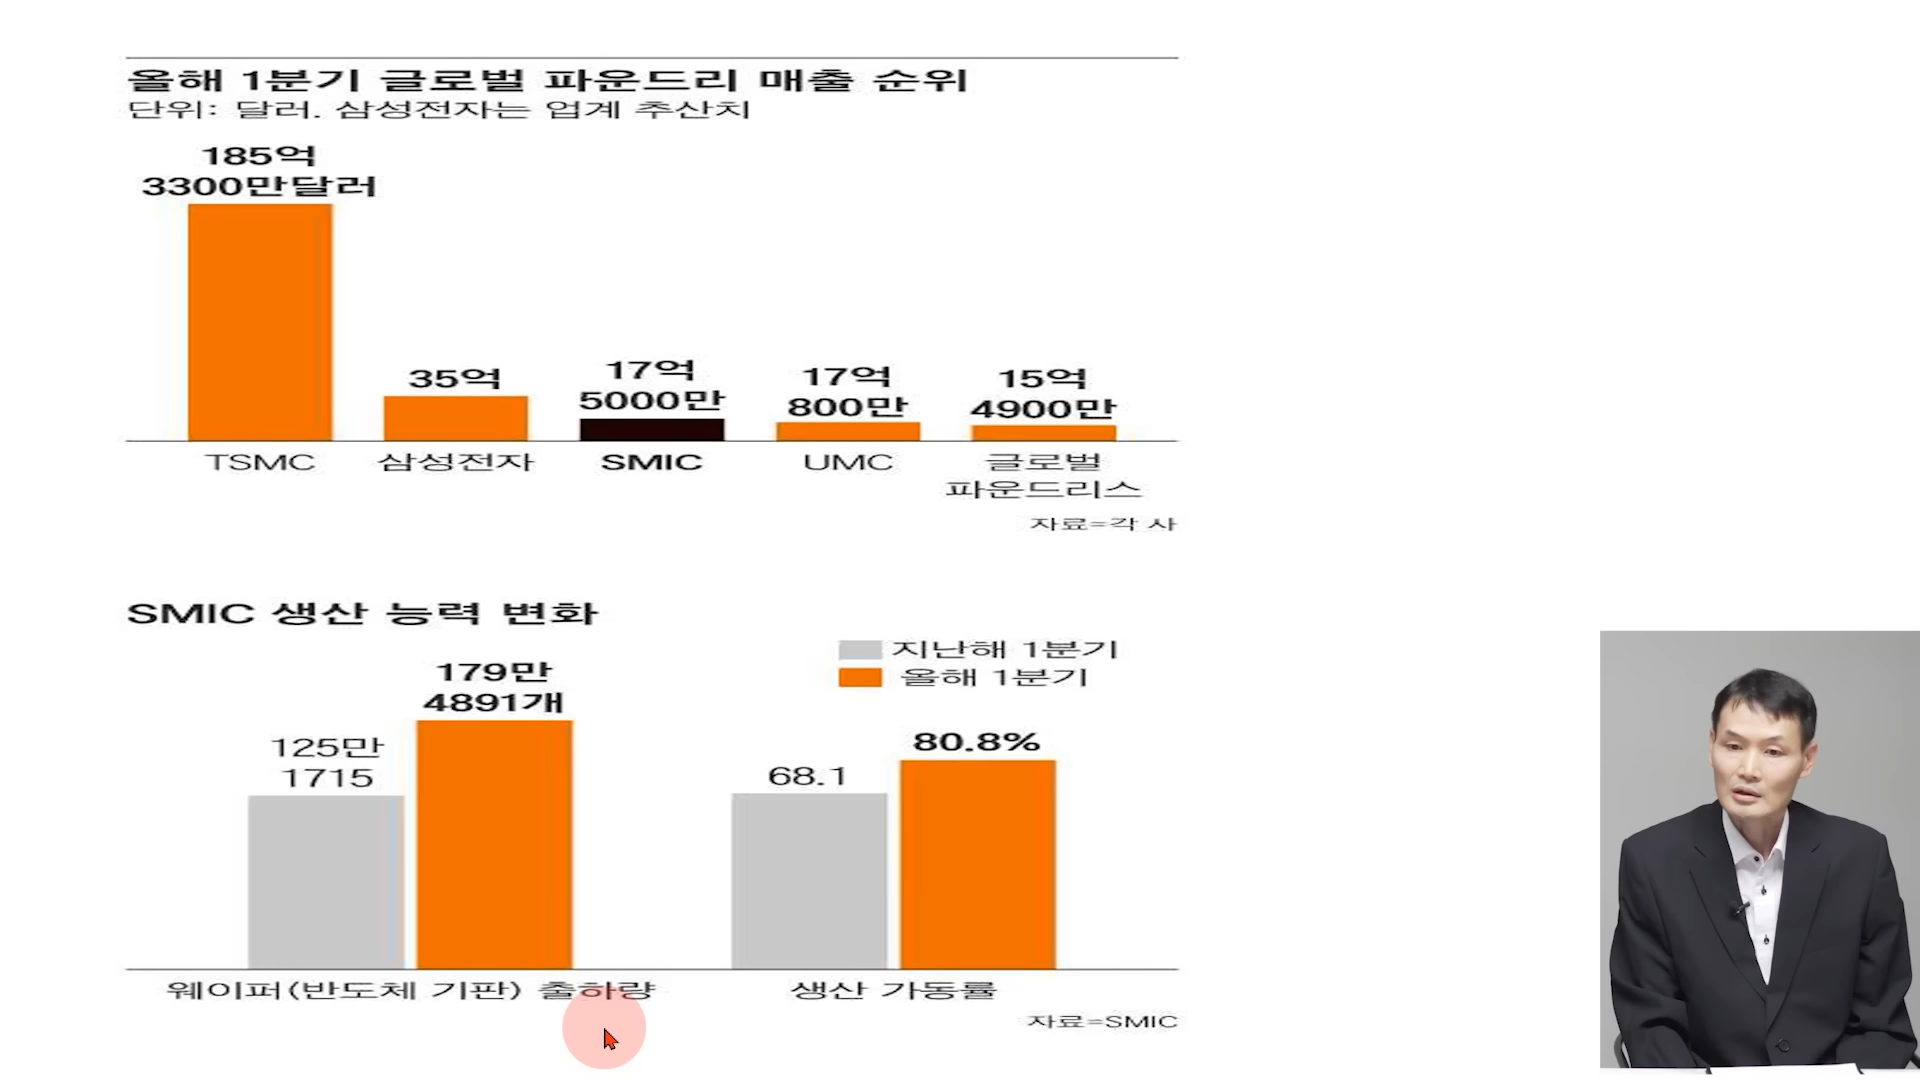 올해 1분기 글로벌 파운드리 매출 순위
단위: 달러. 삼성전자는 업계 추산치
185억
3300만달러
35억
17억
5000만
17억
800만
15억
4900만
TSMC
삼성전자
SMIC
UMC
글로벌
파운드리스
자료=각 사
SMIC 생산 능력 변화
지난해 1분기
올해 1분기
125만
1715
179만
4891개
68.1
80.8%
웨이퍼(반도체 기판) 출하량
생산 가동률
자료=SMIC